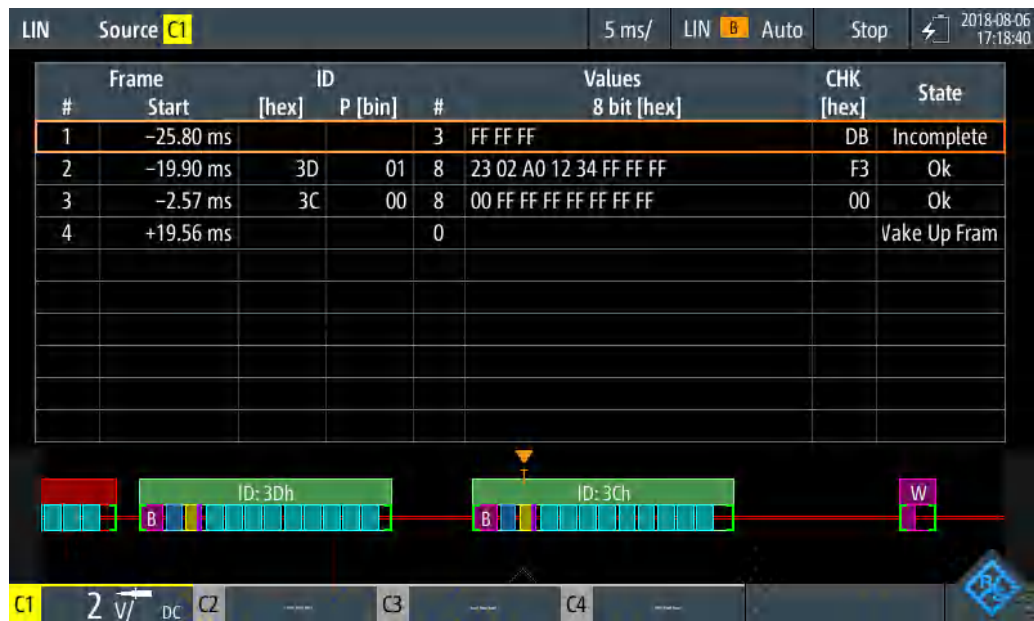 LIN Source C1 5 ms/ LIN B Auto Stop 2018-08-06
17:18:40
Frame ID Values CHK State
# Start [hex] P [bin] # 8 bit [hex] [hex]
1 −25.80 ms 3 FF FF FF DB Incomplete
2 −19.90 ms 3D 01 8 23 02 A0 12 34 FF FF FF F3 Ok
3 −2.57 ms 3C 00 8 00 FF FF FF FF FF FF FF 00 Ok
4 +19.56 ms 0 Vake Up Fram
T
ID: 3Dh ID: 3Ch W
B B
C1 2 V/ DC C2 C3 C4
R&S